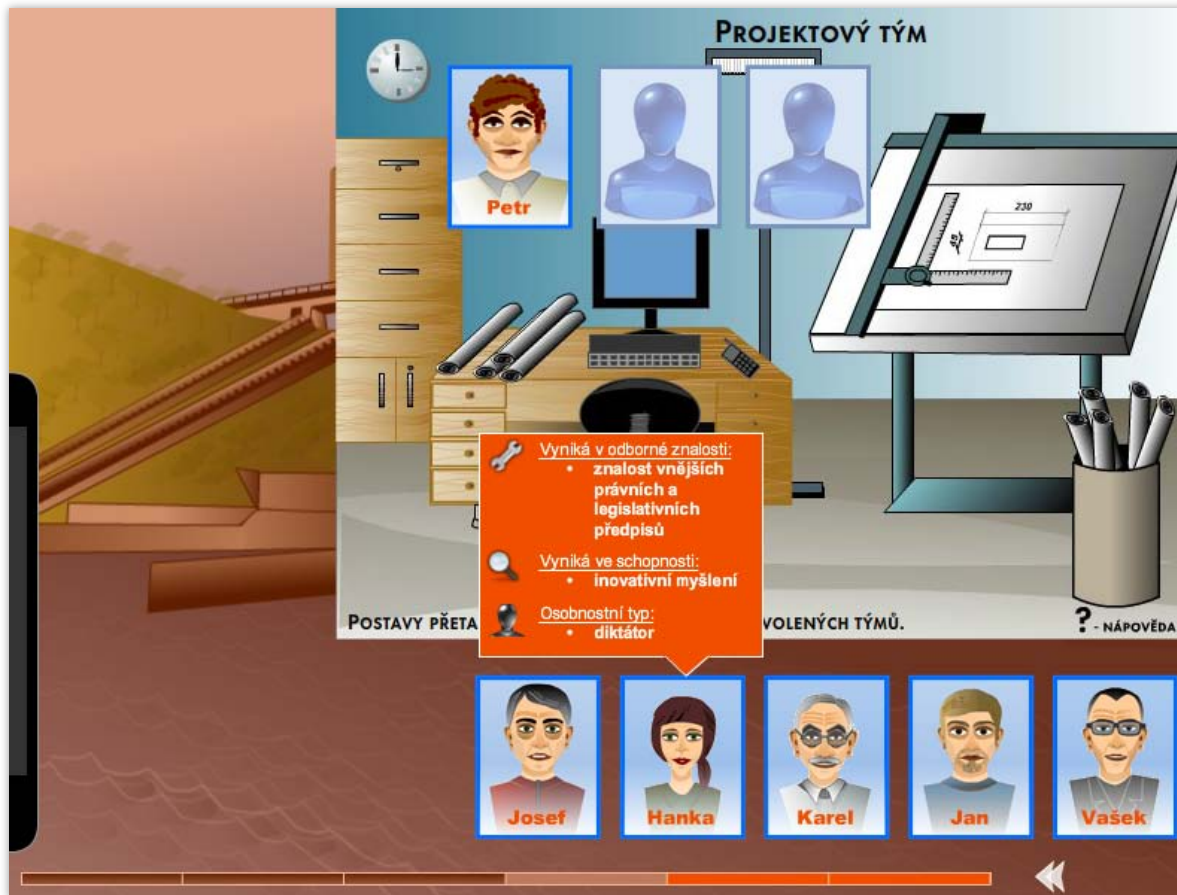 PROJEKTOVÝ TÝM
Petr
230
Vyniká v odborné znalosti:
• znalost vnějších
právních a
legislativních
předpisů
Vyniká ve schopnosti:
• inovativní myšlení
Osobnostní typ:
• diktátor
POSTAVY PŘETA VOLENÝCH TÝMŮ.
? - NÁPOVĚDA
Josef
Hanka
Karel
Jan
Vašek